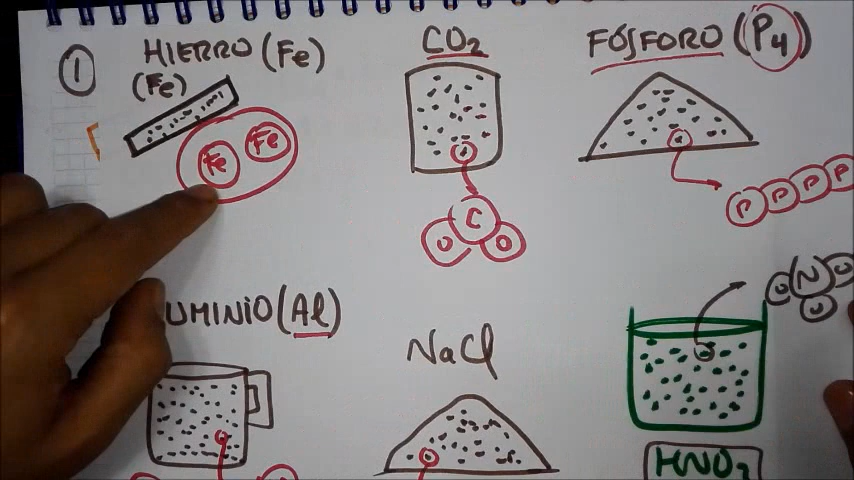 1
HIERRO (Fe)
(Fe)
Fe Fe
CO2
C
O O
FÓSFORO (P4)
P P P P
UMINIO (Al)
NaCl
N
O O O
HNO3